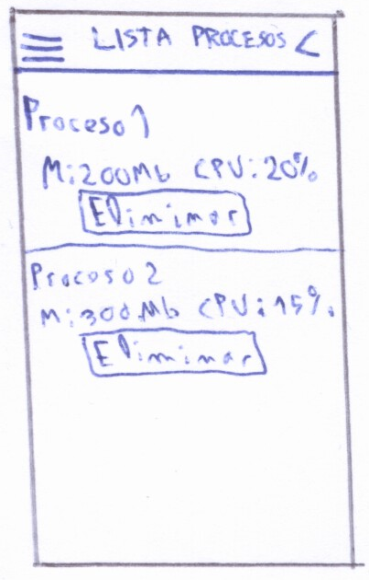 LISTA PROCESOS <
Proceso 1
M:200Mb CPU:20%
Eliminar
Proceso 2
M:300Mb CPU:15%
Eliminar